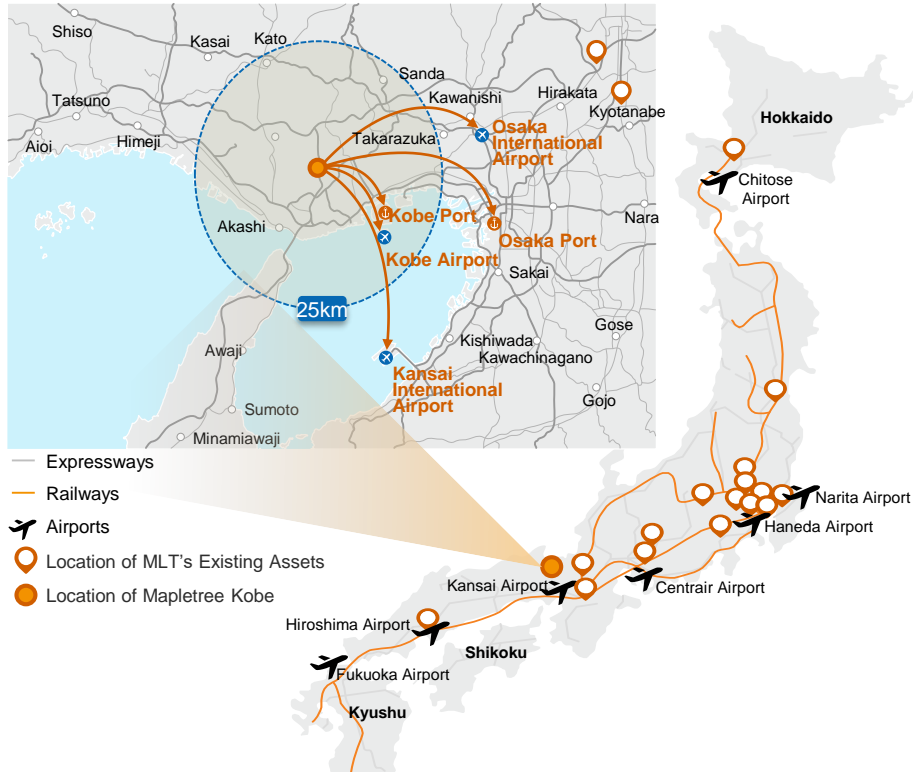 Shiso
Kasai
Kato
Sanda
Tatsuno
Kawanishi
Hirakata
Kyotanabe
Aioi
Himeji
Takarazuka
Osaka
International
Airport
Hokkaido
Chitose
Airport
Akashi
Kobe Port
Nara
Osaka Port
Kobe Airport
Sakai
25km
Gose
Awaji
Kishiwada
Kawachinagano
Kansai
International
Airport
Gojo
Sumoto
Minamiawaji
Expressways
Railways
Airports
Location of MLT's Existing Assets
Location of Mapletree Kobe
Narita Airport
Haneda Airport
Kansai Airport
Centrair Airport
Hiroshima Airport
Shikoku
Fukuoka Airport
Kyushu